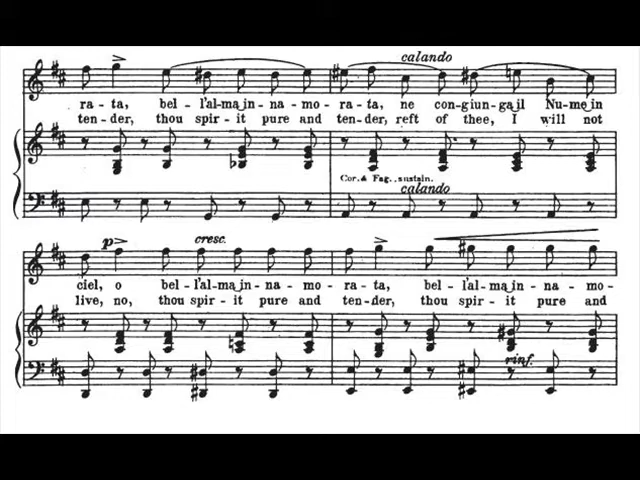 calando
ra - ta, bel - l'al-ma in - na - mo - ra - ta, ne con-giun-ga il Nume in
ten - der, thou spir - it pure and ten - der, reft of thee, I will not
Cor. & Fag. sustain.
calando
p cresc.
ciel, o bel - l'al-ma in - na - mo - ra - ta, bel - l'al-ma in - na - mo -
live, no, thou spir - it pure and ten - der, thou spir - it pure and
rinf.